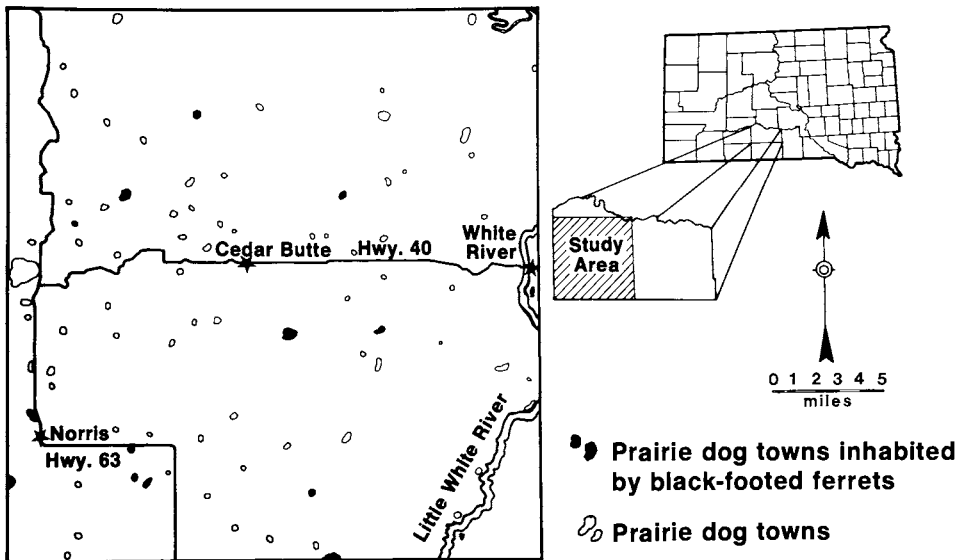 Cedar Butte
Hwy. 40
White
River
Study
Area
Norris
Hwy. 63
Little White River
0 1 2 3 4 5
miles
Prairie dog towns inhabited
by black-footed ferrets
Prairie dog towns